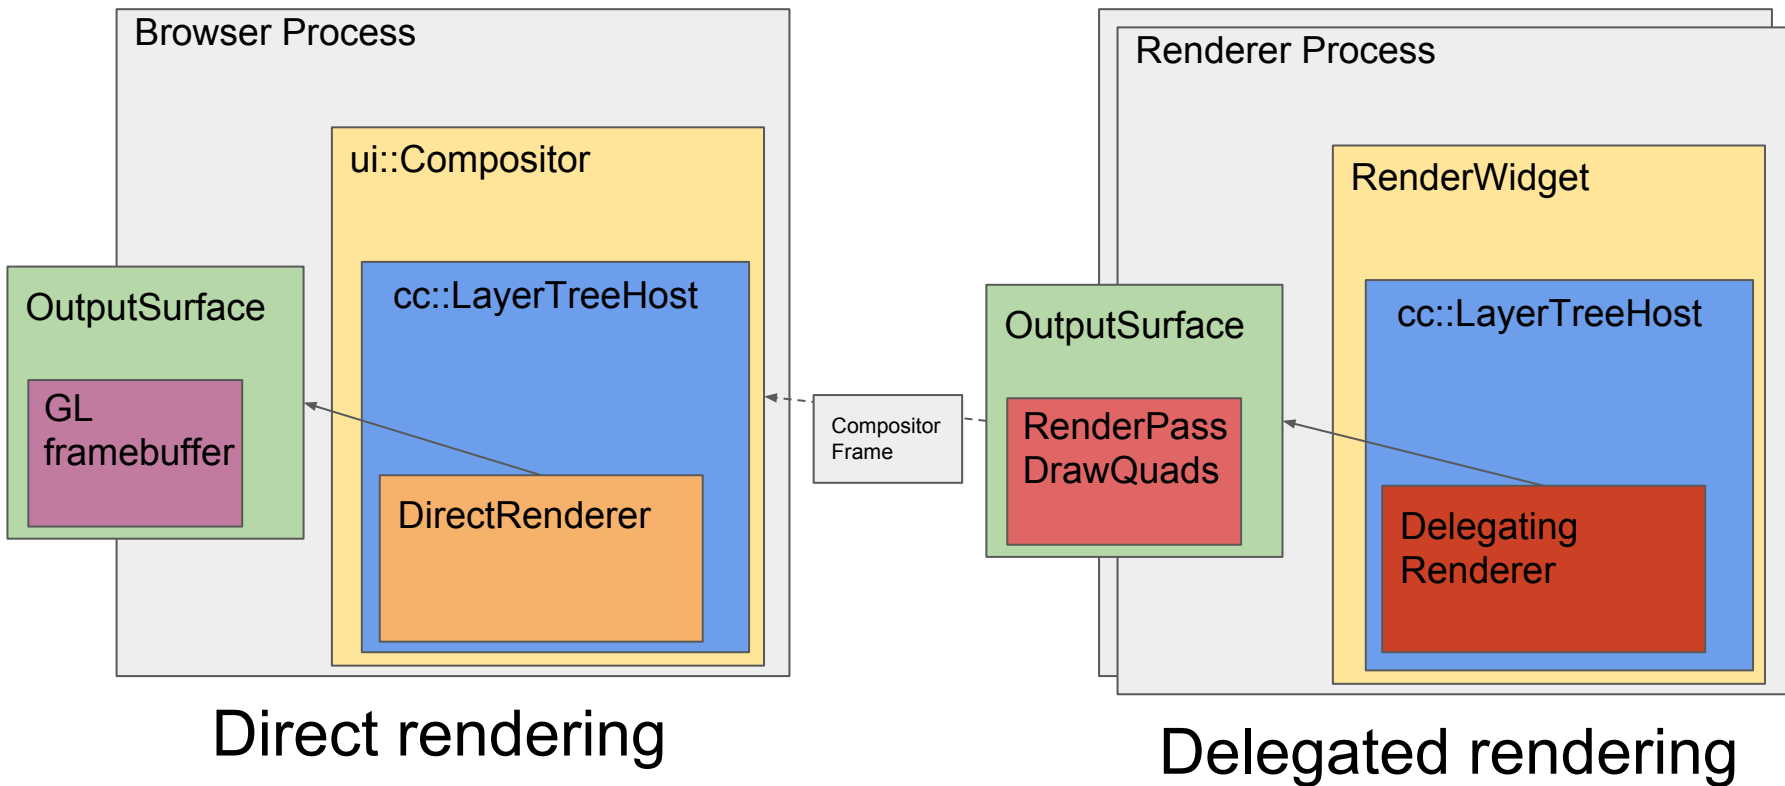 Browser Process
ui::Compositor
cc::LayerTreeHost
OutputSurface
GL
framebuffer
DirectRenderer
Direct rendering
Compositor
Frame
Renderer Process
RenderWidget
cc::LayerTreeHost
OutputSurface
RenderPass
DrawQuads
Delegating
Renderer
Delegated rendering